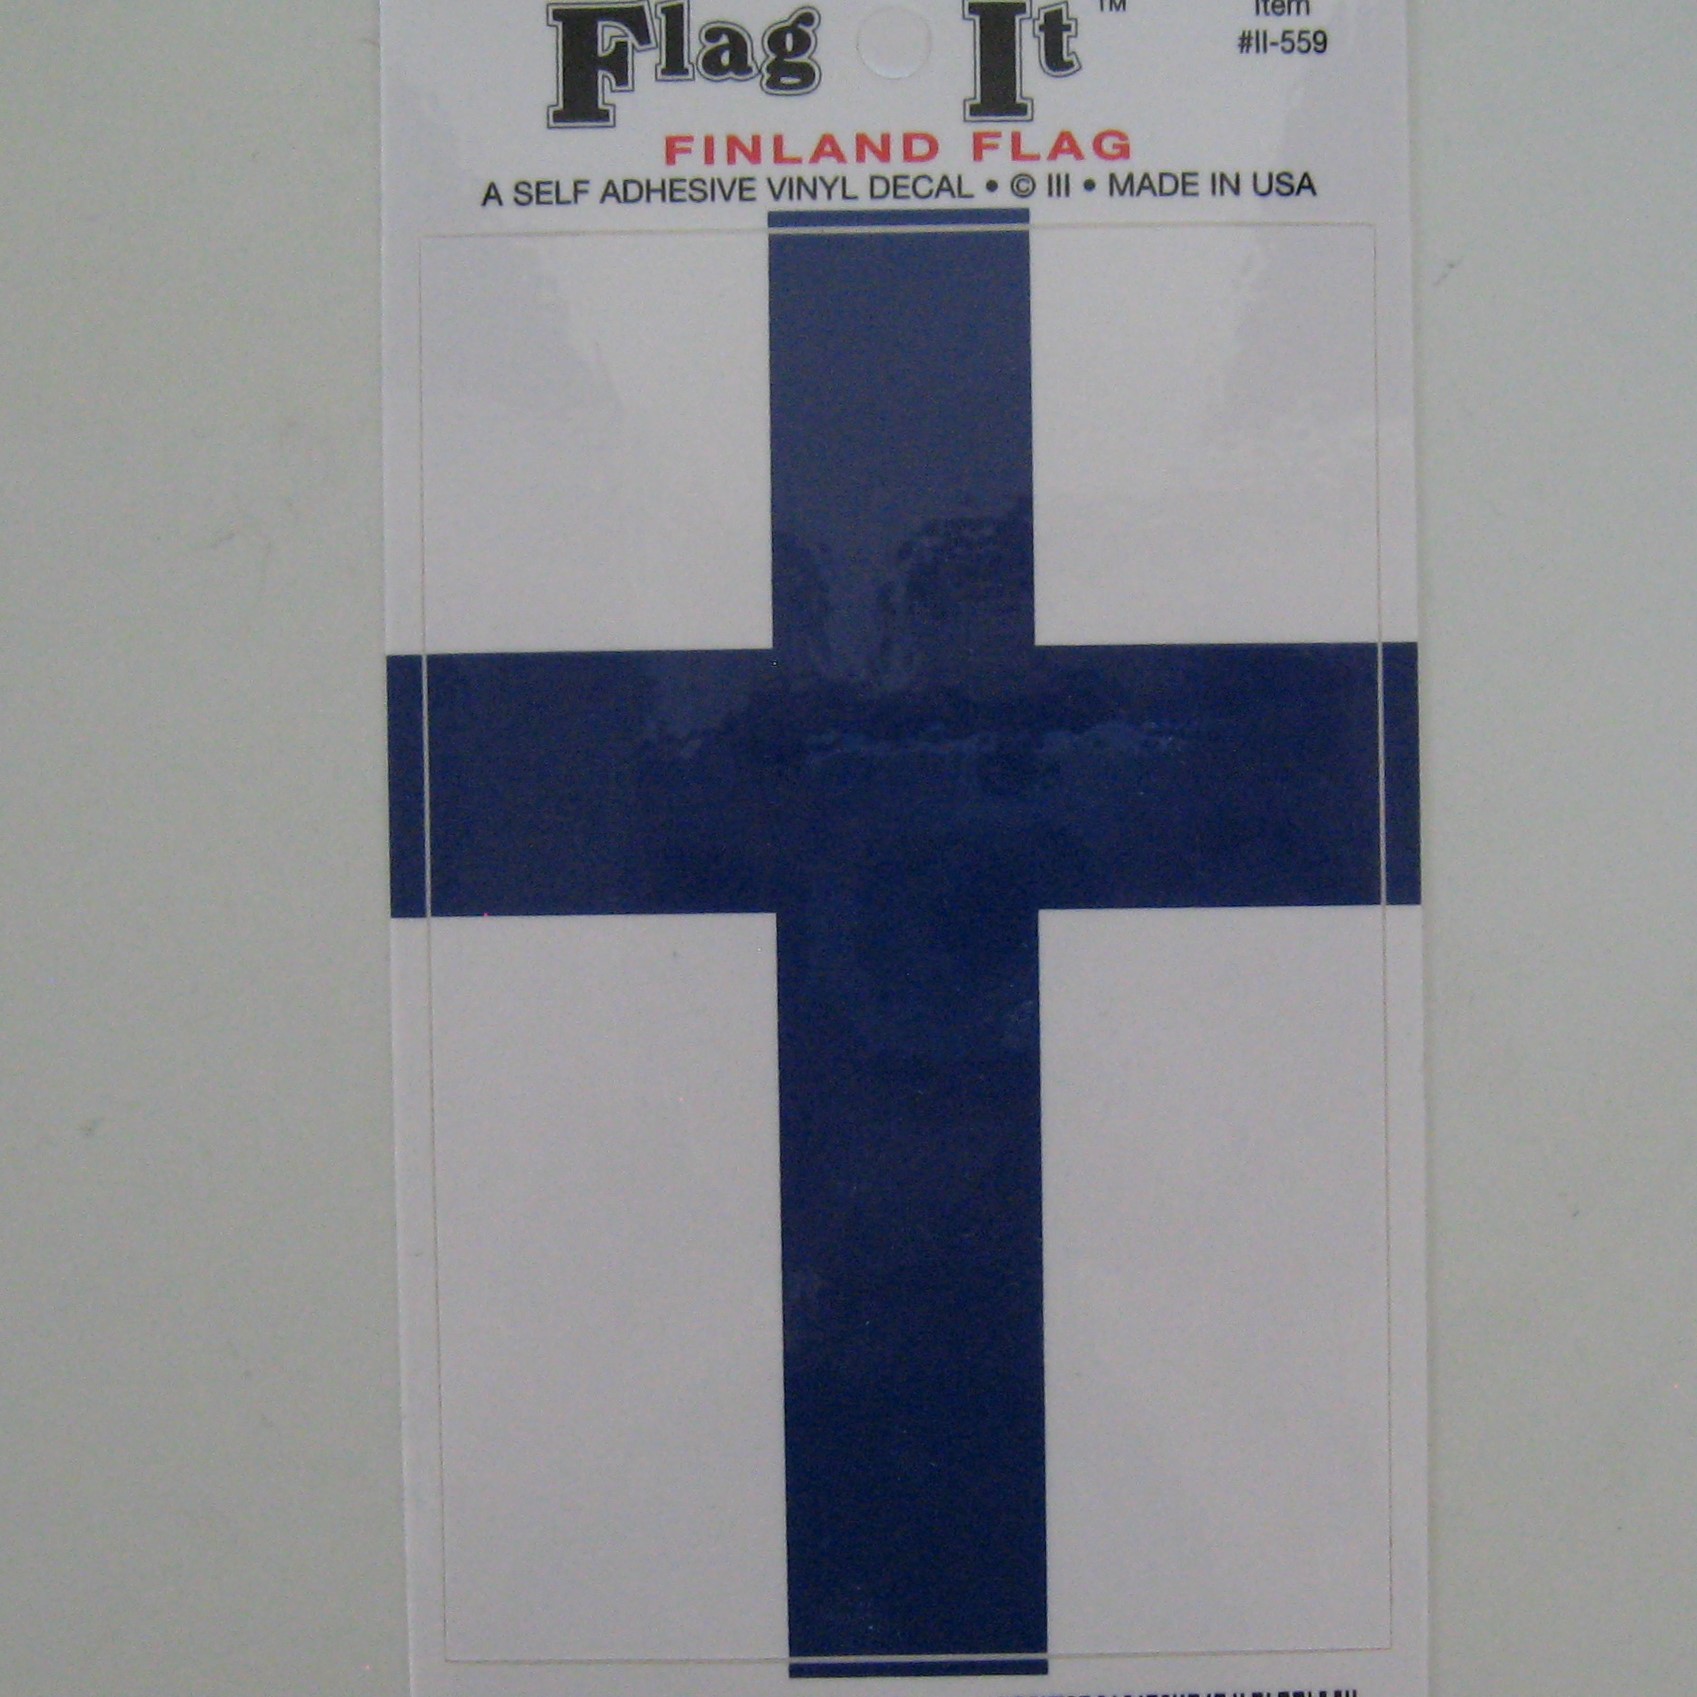 Flag It™
Item
#II-559
FINLAND FLAG
A SELF ADHESIVE VINYL DECAL • © III • MADE IN USA